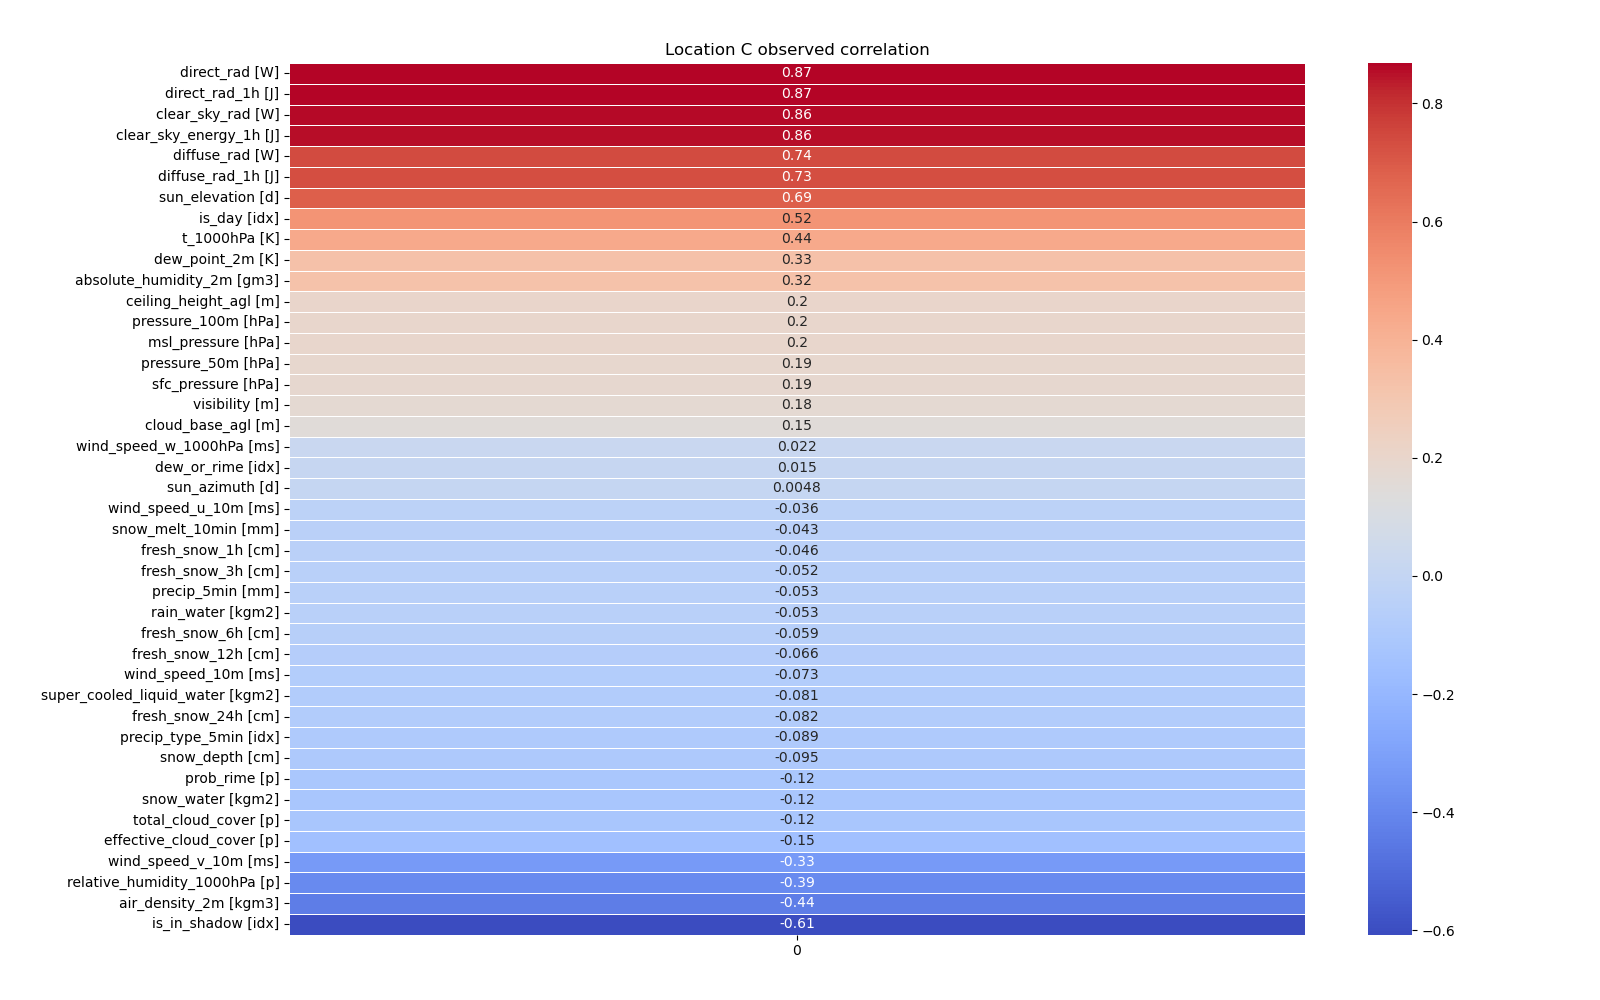 Location C observed correlation
direct_rad [W] 0.87
direct_rad_1h [J] 0.87
clear_sky_rad [W] 0.86
clear_sky_energy_1h [J] 0.86
diffuse_rad [W] 0.74
diffuse_rad_1h [J] 0.73
sun_elevation [d] 0.69
is_day [idx] 0.52
t_1000hPa [K] 0.44
dew_point_2m [K] 0.33
absolute_humidity_2m [gm3] 0.32
ceiling_height_agl [m] 0.2
pressure_100m [hPa] 0.2
msl_pressure [hPa] 0.2
pressure_50m [hPa] 0.19
sfc_pressure [hPa] 0.19
visibility [m] 0.18
cloud_base_agl [m] 0.15
wind_speed_w_1000hPa [ms] 0.022
dew_or_rime [idx] 0.015
sun_azimuth [d] 0.0048
wind_speed_u_10m [ms] -0.036
snow_melt_10min [mm] -0.043
fresh_snow_1h [cm] -0.046
fresh_snow_3h [cm] -0.052
precip_5min [mm] -0.053
rain_water [kgm2] -0.053
fresh_snow_6h [cm] -0.059
fresh_snow_12h [cm] -0.066
wind_speed_10m [ms] -0.073
super_cooled_liquid_water [kgm2] -0.081
fresh_snow_24h [cm] -0.082
precip_type_5min [idx] -0.089
snow_depth [cm] -0.095
prob_rime [p] -0.12
snow_water [kgm2] -0.12
total_cloud_cover [p] -0.12
effective_cloud_cover [p] -0.15
wind_speed_v_10m [ms] -0.33
relative_humidity_1000hPa [p] -0.39
air_density_2m [kgm3] -0.44
is_in_shadow [idx] -0.61
0
0.8
0.6
0.4
0.2
0.0
−0.2
−0.4
−0.6